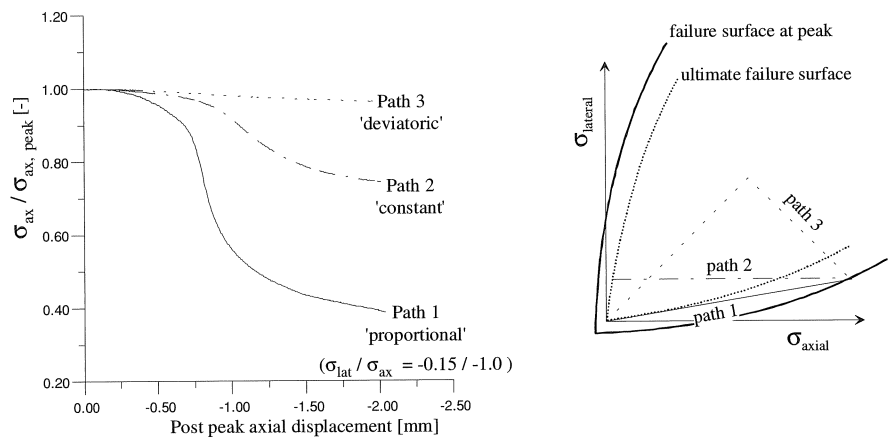 1.20
1.00
0.80
0.60
0.40
0.20
σax / σax, peak [-]
0.00 -0.50 -1.00 -1.50 -2.00 -2.50
Post peak axial displacement [mm]
Path 3
'deviatoric'
Path 2
'constant'
Path 1
'proportional'
(σlat / σax = -0.15 / -1.0 )
failure surface at peak
ultimate failure surface
σlateral
path 3
path 2
path 1
σaxial